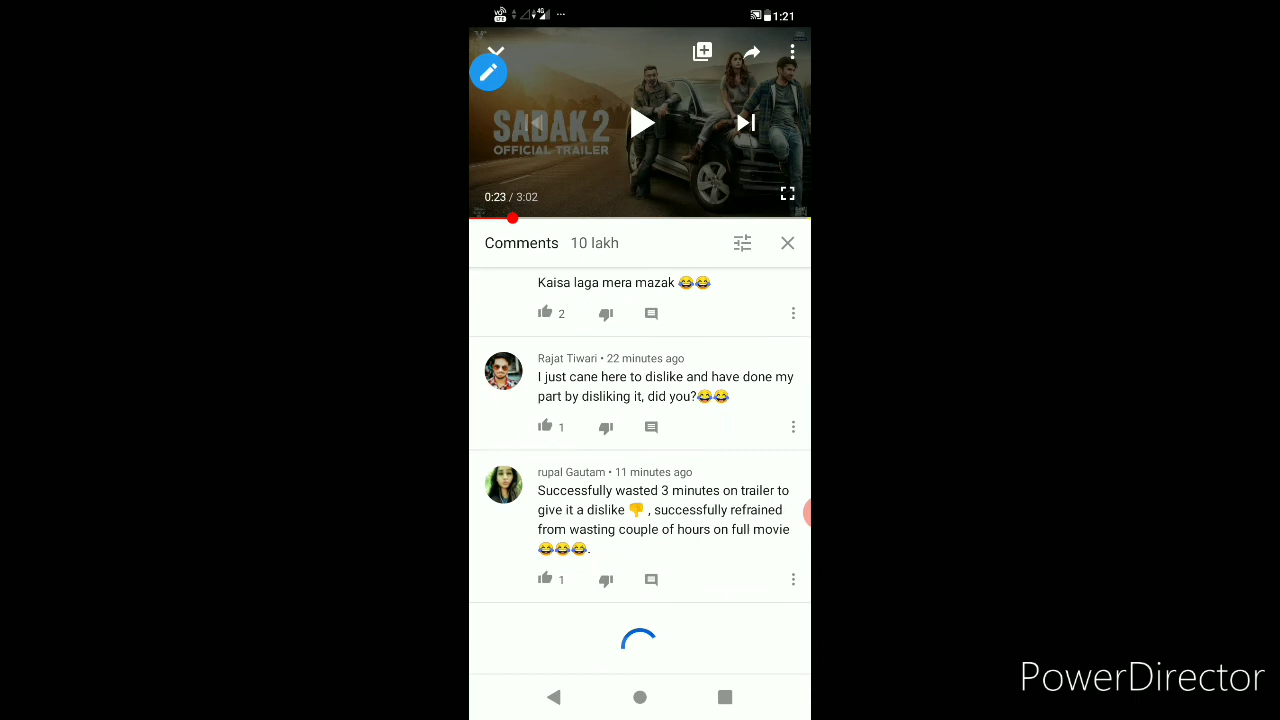 VO
LTE
4G
1:21
SADAK 2
OFFICIAL TRAILER
0:23 / 3:02
Comments 10 lakh
Kaisa laga mera mazak 😂😂
2
Rajat Tiwari • 22 minutes ago
I just cane here to dislike and have done my
part by disliking it, did you?😂😂
1
rupal Gautam • 11 minutes ago
Successfully wasted 3 minutes on trailer to
give it a dislike 👎 , successfully refrained
from wasting couple of hours on full movie
😂😂😂.
1
PowerDirector